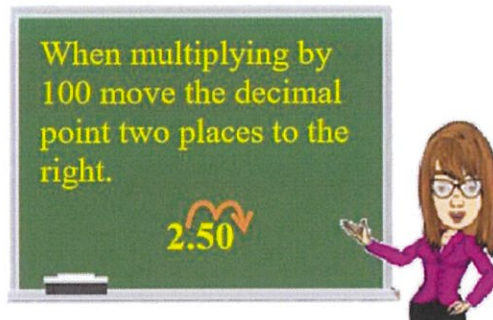 When multiplying by
100 move the decimal
point two places to the
right.
2.50